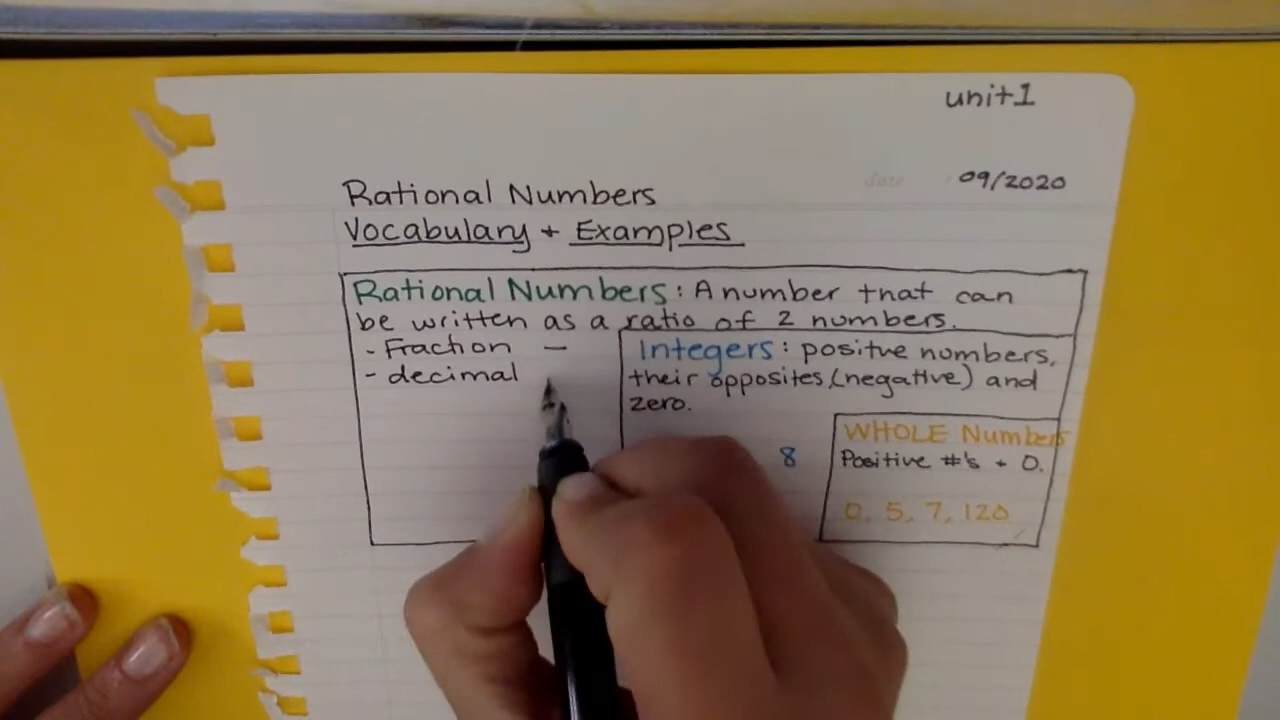 unit1
date 09/2020
Rational Numbers
Vocabulary + Examples
Rational Numbers: A number that can
be written as a ratio of 2 numbers.
- Fraction –
- decimal
Integers: positve numbers,
their opposites,(negative) and
zero.
8
WHOLE Numbers
Positive #'s + 0.
0, 5, 7, 120